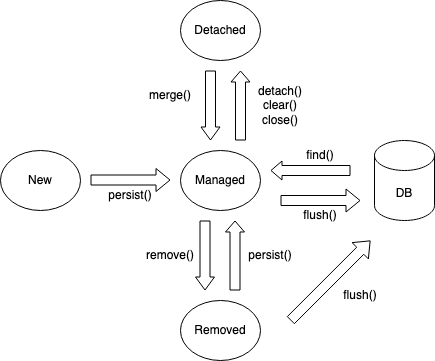 Detached
merge()
detach()
clear()
close()
find()
New
persist()
Managed
flush()
DB
remove()
persist()
flush()
Removed